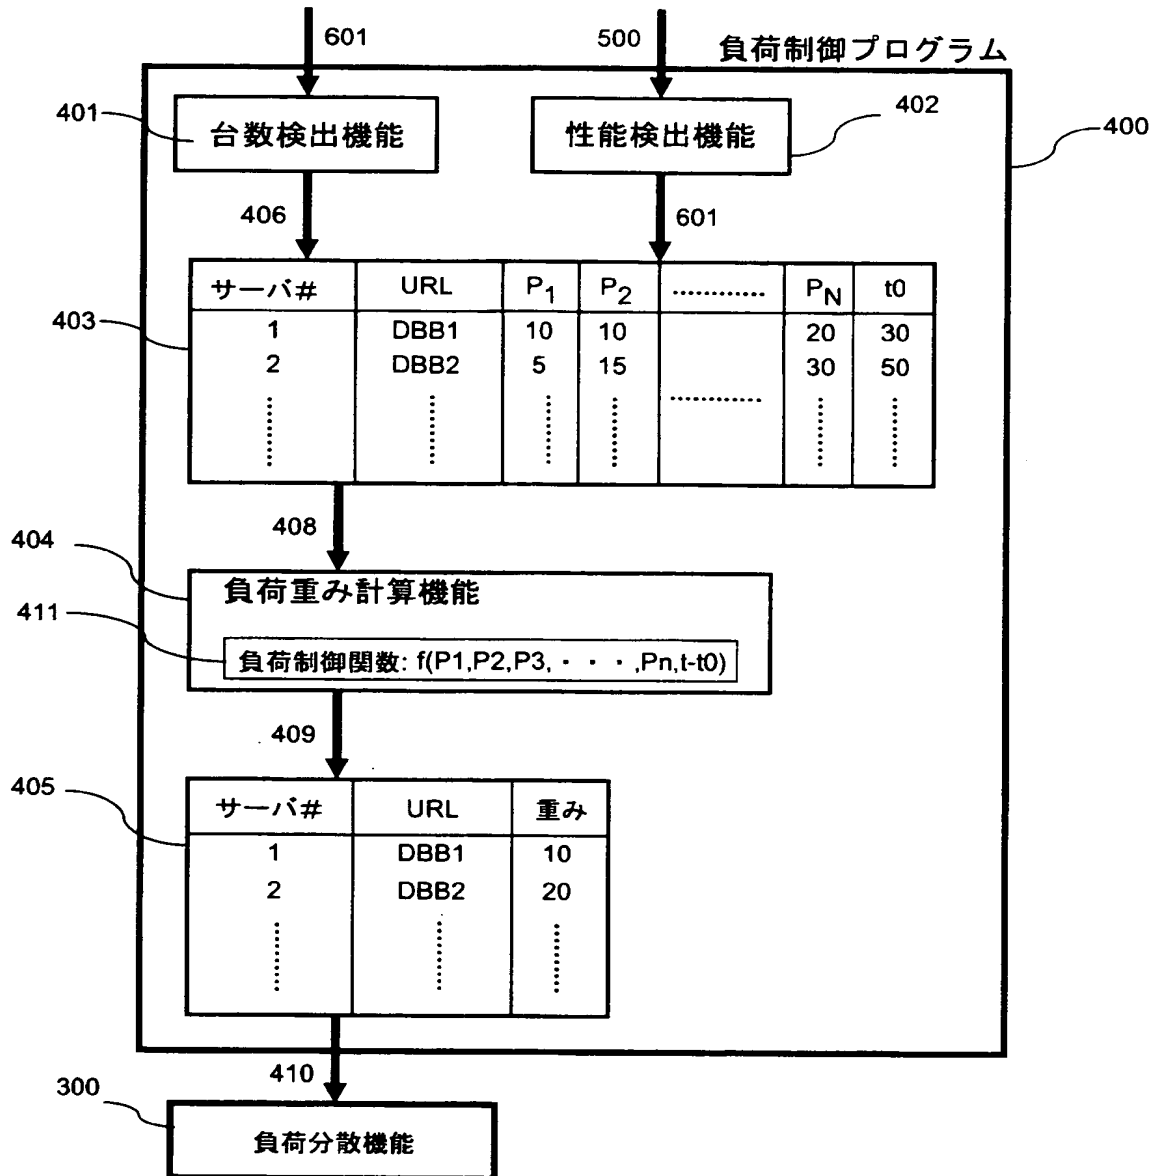 601
500
負荷制御プログラム
401
台数検出機能
性能検出機能
402
400
406
601
サーバ# URL P1 P2 ............ PN t0
403
1 DBB1 10 10 20 30
2 DBB2 5 15 30 50
408
404
負荷重み計算機能
411
負荷制御関数: f(P1,P2,P3,・・・,Pn,t-t0)
409
405
サーバ# URL 重み
1 DBB1 10
2 DBB2 20
410
300
負荷分散機能